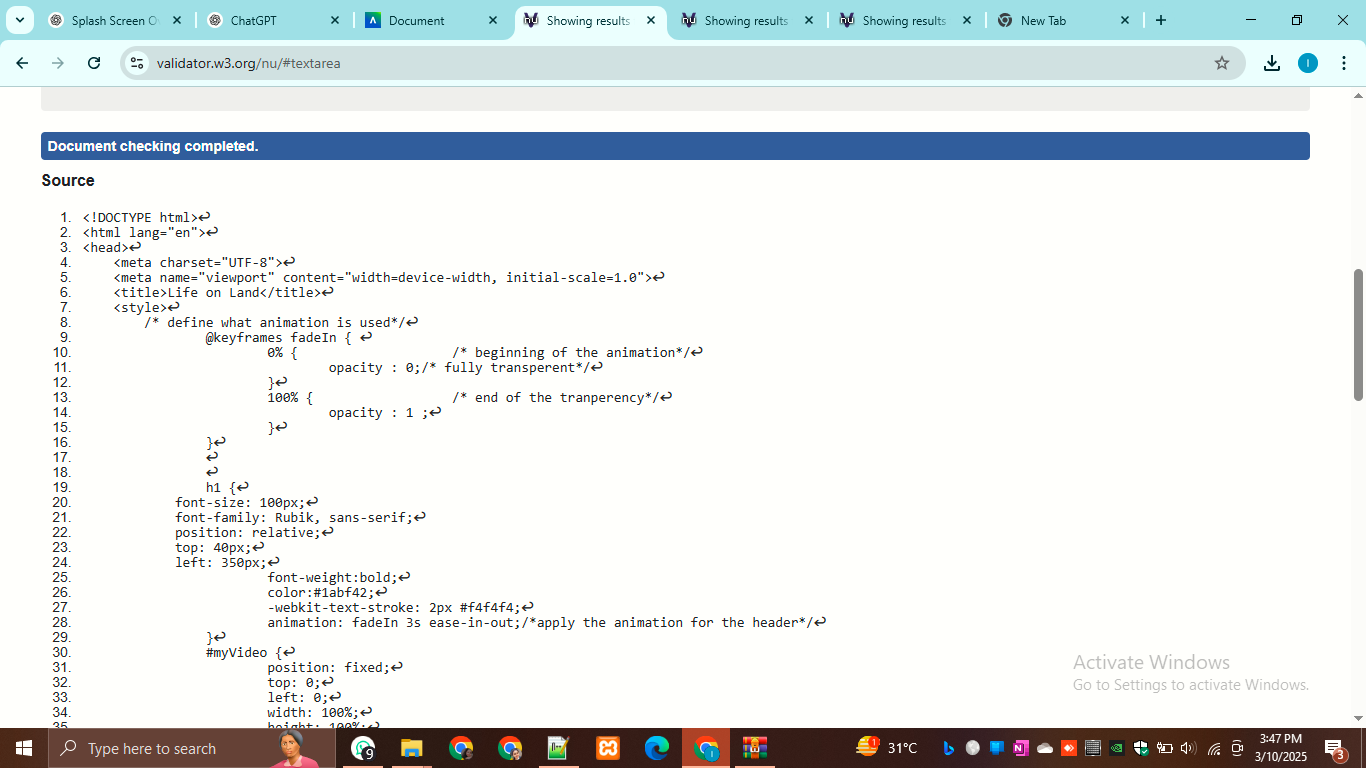 Splash Screen O
ChatGPT
Document
Showing results
Showing results
Showing results
New Tab
validator.w3.org/nu/#textarea
I
Document checking completed.
Source
1. <!DOCTYPE html>↩
2. <html lang="en">↩
3. <head>↩
4. <meta charset="UTF-8">↩
5. <meta name="viewport" content="width=device-width, initial-scale=1.0">↩
6. <title>Life on Land</title>↩
7. <style>↩
8. /* define what animation is used*/↩
9. @keyframes fadeIn { ↩
10. 0% { /* beginning of the animation*/↩
11. opacity : 0;/* fully transperent*/↩
12. }↩
13. 100% { /* end of the tranperency*/↩
14. opacity : 1 ;↩
15. }↩
16. }↩
17. ↩
18. ↩
19. h1 {↩
20. font-size: 100px;↩
21. font-family: Rubik, sans-serif;↩
22. position: relative;↩
23. top: 40px;↩
24. left: 350px;↩
25. font-weight:bold;↩
26. color:#1abf42;↩
27. -webkit-text-stroke: 2px #f4f4f4;↩
28. animation: fadeIn 3s ease-in-out;/*apply the animation for the header*/↩
29. }↩
30. #myVideo {↩
31. position: fixed;↩
32. top: 0;↩
33. left: 0;↩
34. width: 100%;↩
35. height: 100%;↩
Activate Windows
Go to Settings to activate Windows.
Type here to search
9
1
31°C
3:47 PM
3/10/2025
3